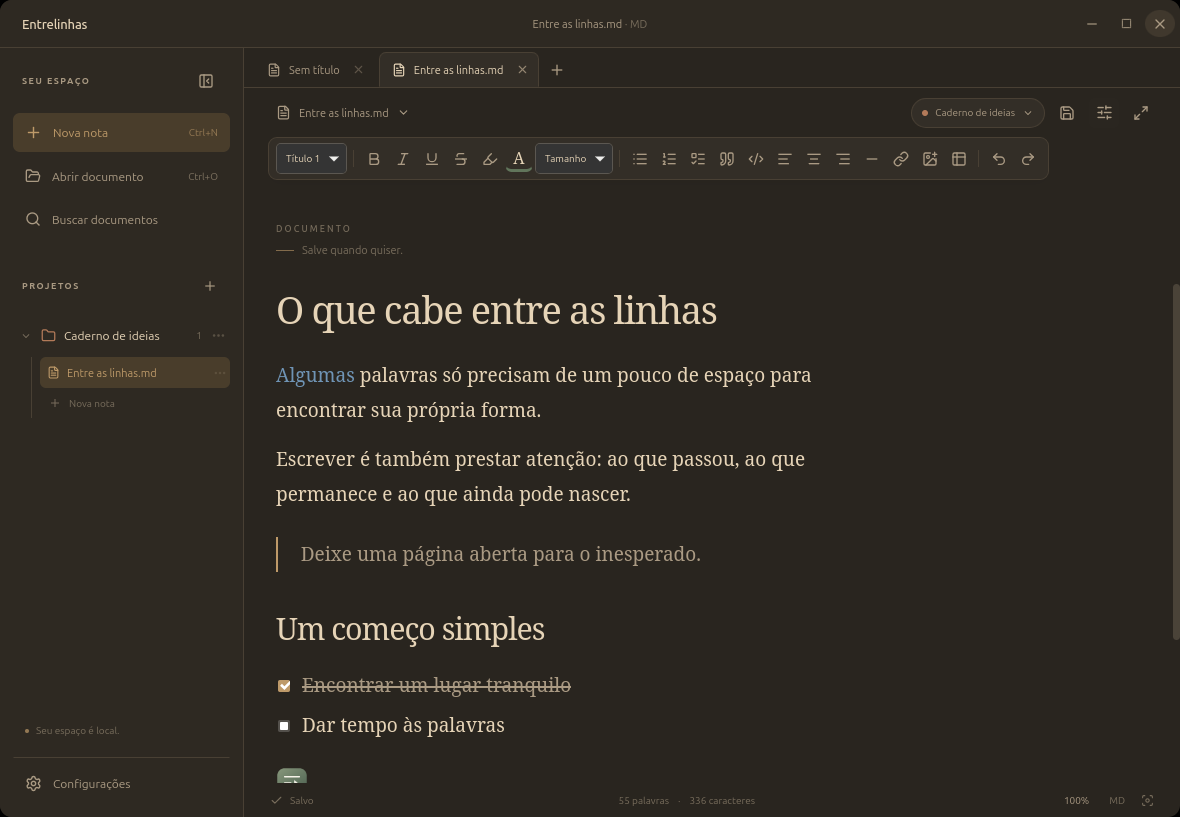 Entrelinhas
Entre as linhas.md · MD
SEU ESPAÇO
Nova nota Ctrl+N
Abrir documento Ctrl+O
Buscar documentos
PROJETOS
Caderno de ideias 1
Entre as linhas.md
Nova nota
Seu espaço é local.
Configurações
Sem título
Entre as linhas.md
Entre as linhas.md
Caderno de ideias
Título 1
A
Tamanho
DOCUMENTO
Salve quando quiser.
O que cabe entre as linhas
Algumas palavras só precisam de um pouco de espaço para
encontrar sua própria forma.
Escrever é também prestar atenção: ao que passou, ao que
permanece e ao que ainda pode nascer.
Deixe uma página aberta para o inesperado.
Um começo simples
Encontrar um lugar tranquilo
Dar tempo às palavras
Salvo
55 palavras · 336 caracteres
100%
MD